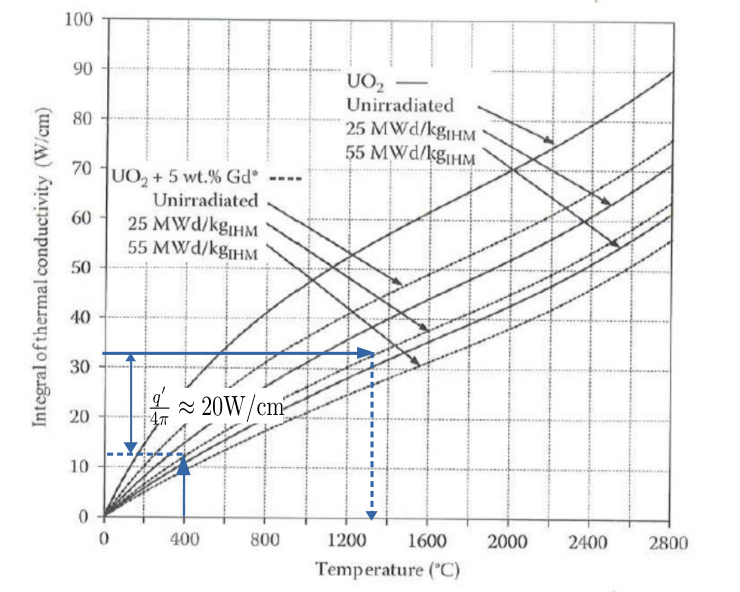 100
90
80
70
60
50
40
30
20
10
0
Integral of thermal conductivity (W/cm)
UO₂ —
Unirradiated
25 MWd/kgIHM
55 MWd/kgIHM
UO₂ + 5 wt.% Gd* ----
Unirradiated
25 MWd/kgIHM
55 MWd/kgIHM
q′/4π ≈ 20W/cm
0 400 800 1200 1600 2000 2400 2800
Temperature (°C)